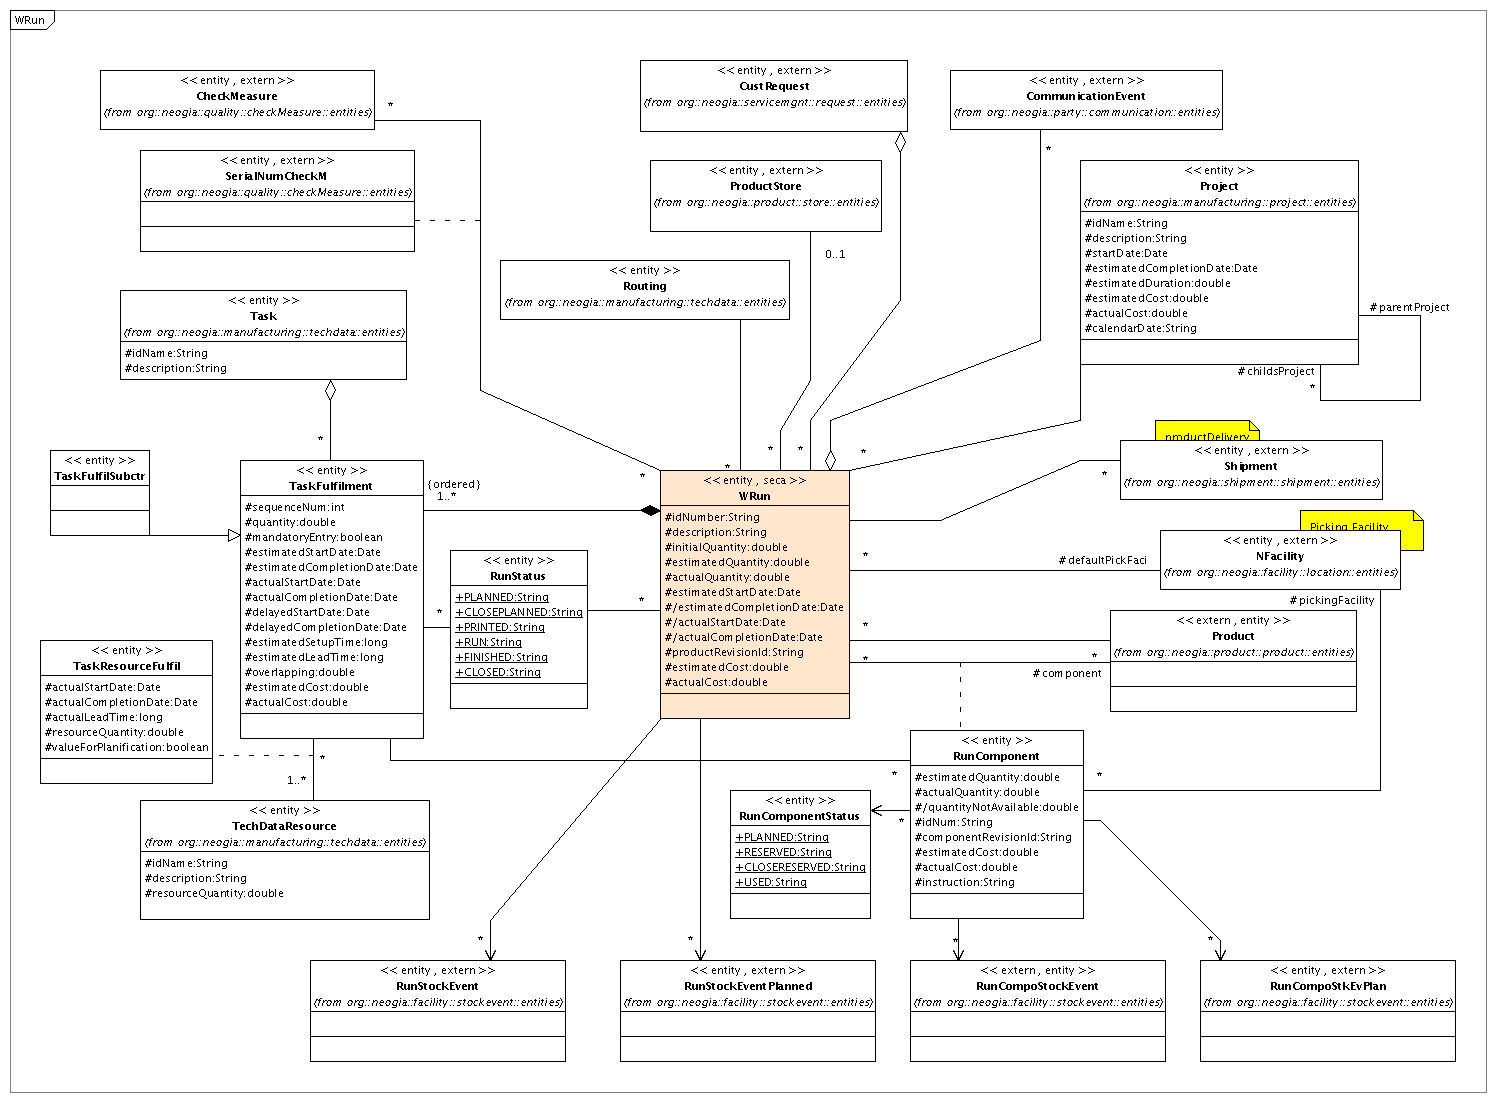 WRun
<< entity , extern >>
CheckMeasure
(from org::neogia::quality::checkMeasure::entities)
*
<< entity , extern >>
CustRequest
(from org::neogia::servicemgnt::request::entities)
<< entity , extern >>
CommunicationEvent
(from org::neogia::party::communication::entities)
*
<< entity , extern >>
SerialNumCheckM
(from org::neogia::quality::checkMeasure::entities)
<< entity , extern >>
ProductStore
(from org::neogia::product::store::entities)
0..1
<< entity >>
Project
(from org::neogia::manufacturing::project::entities)
#idName:String
#description:String
#startDate:Date
#estimatedCompletionDate:Date
#estimatedDuration:double
#estimatedCost:double
#actualCost:double
#calendarDate:String
# parentProject
# childsProject
*
<< entity >>
Routing
(from org::neogia::manufacturing::techdata::entities)
<< entity >>
Task
(from org::neogia::manufacturing::techdata::entities)
#idName:String
#description:String
*
<< entity >>
TaskFulfilSubctr
<< entity >>
TaskFulfilment
#sequenceNum:int
#quantity:double
#mandatoryEntry:boolean
#estimatedStartDate:Date
#estimatedCompletionDate:Date
#actualStartDate:Date
#actualCompletionDate:Date
#delayedStartDate:Date
#delayedCompletionDate:Date
#estimatedSetupTime:long
#estimatedLeadTime:long
#overlapping:double
#estimatedCost:double
#actualCost:double
{ordered}
1..*
*
*
*
*
*
*
<< entity , seca >>
WRun
#idNumber:String
#description:String
#initialQuantity:double
#estimatedQuantity:double
#actualQuantity:double
#estimatedStartDate:Date
#/estimatedCompletionDate:Date
#/actualStartDate:Date
#/actualCompletionDate:Date
#productRevisionId:String
#estimatedCost:double
#actualCost:double
<< entity >>
RunStatus
+PLANNED:String
+CLOSEPLANNED:String
+PRINTED:String
+RUN:String
+FINISHED:String
+CLOSED:String
*
*
productDelivery
<< entity , extern >>
Shipment
(from org::neogia::shipment::shipment::entities)
*
Picking Facility
<< entity , extern >>
NFacility
(from org::neogia::facility::location::entities)
*
# defaultPickFaci
# pickingFacility
<< extern , entity >>
Product
(from org::neogia::product::product::entities)
*
*
*
# component
<< entity >>
TaskResourceFulfil
#actualStartDate:Date
#actualCompletionDate:Date
#actualLeadTime:long
#resourceQuantity:double
#valueForPlanification:boolean
*
1..*
<< entity >>
TechDataResource
(from org::neogia::manufacturing::techdata::entities)
#idName:String
#description:String
#resourceQuantity:double
<< entity >>
RunComponent
#estimatedQuantity:double
#actualQuantity:double
#/quantityNotAvailable:double
#idNum:String
#componentRevisionId:String
#estimatedCost:double
#actualCost:double
#instruction:String
*
*
*
<< entity >>
RunComponentStatus
+PLANNED:String
+RESERVED:String
+CLOSERESERVED:String
+USED:String
*
*
*
*
<< entity , extern >>
RunStockEvent
(from org::neogia::facility::stockevent::entities)
<< entity , extern >>
RunStockEventPlanned
(from org::neogia::facility::stockevent::entities)
<< extern , entity >>
RunCompoStockEvent
(from org::neogia::facility::stockevent::entities)
<< entity , extern >>
RunCompoStkEvPlan
(from org::neogia::facility::stockevent::entities)